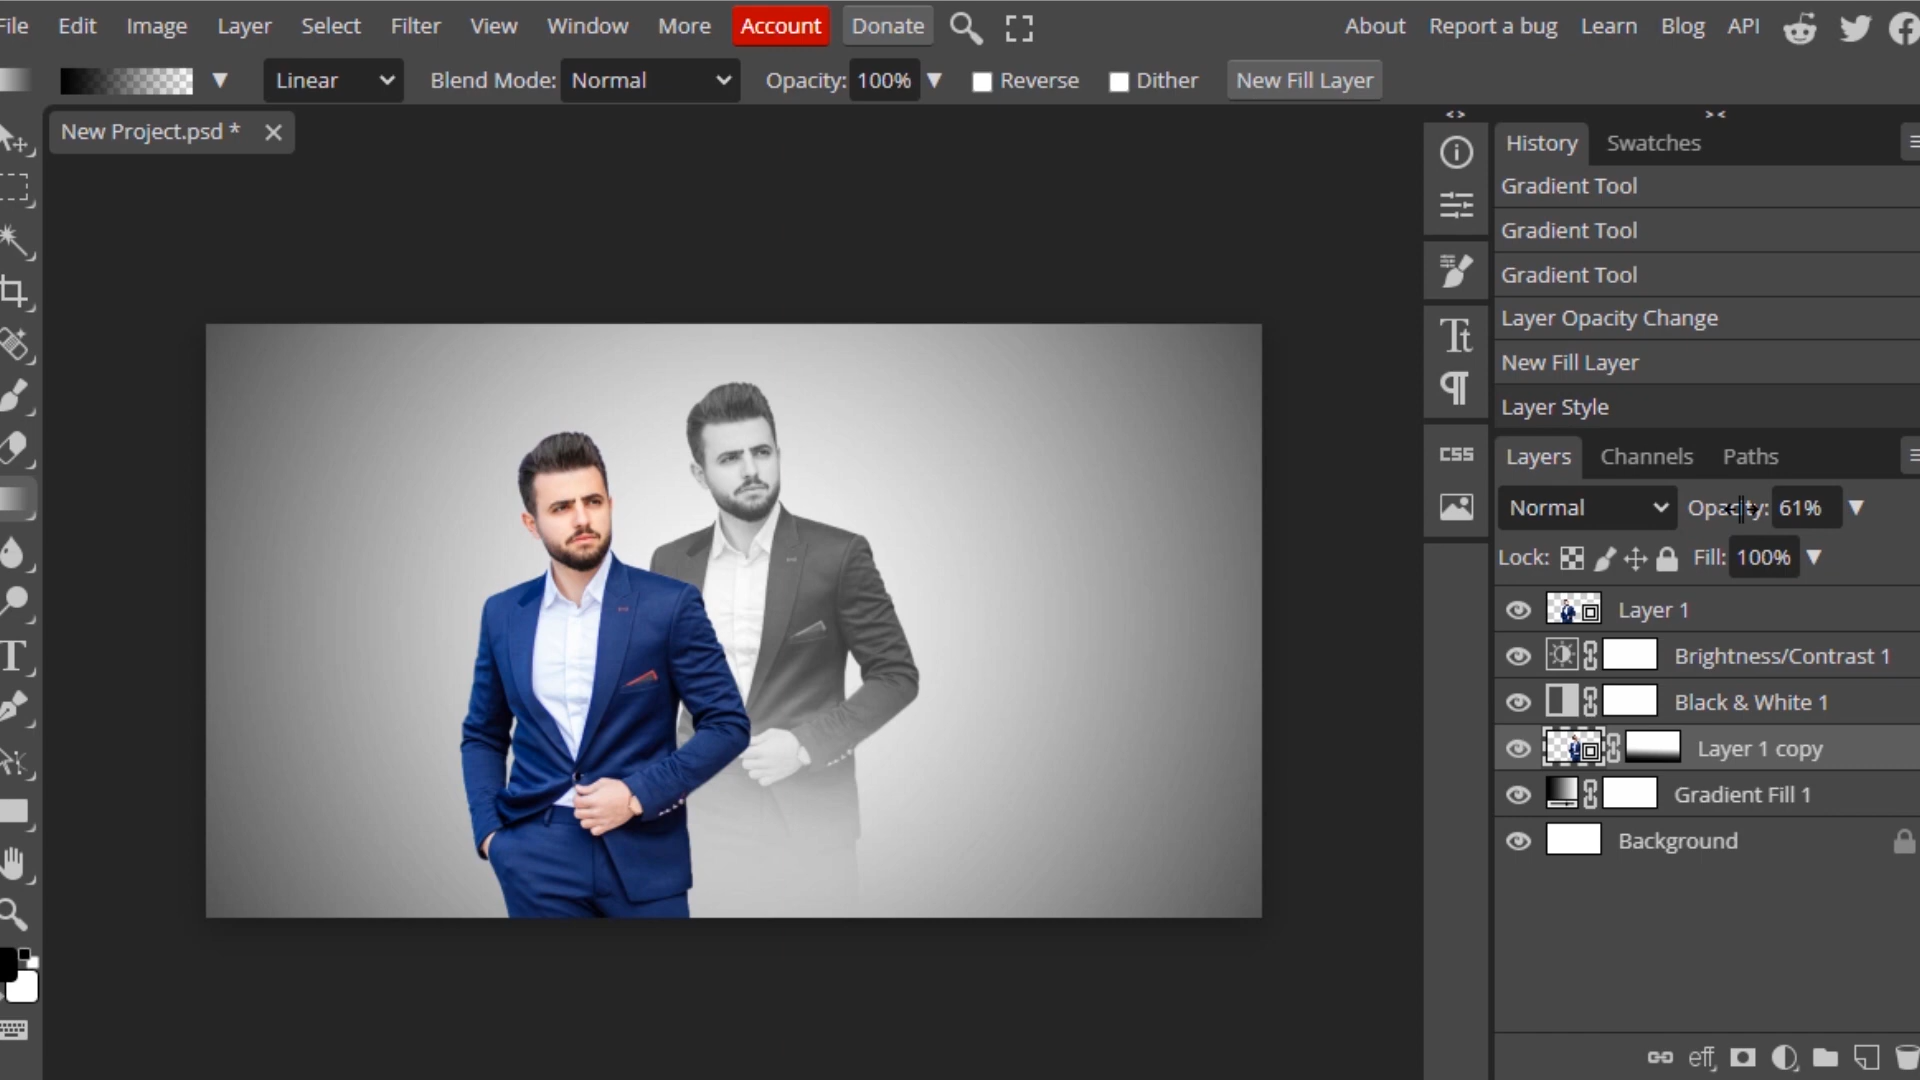 File Edit Image Layer Select Filter View Window More Account Donate About Report a bug Learn Blog API
Linear Blend Mode: Normal Opacity: 100% Reverse Dither New Fill Layer
New Project.psd *
History Swatches
Gradient Tool
Gradient Tool
Gradient Tool
Layer Opacity Change
New Fill Layer
Layer Style
CSS
Layers Channels Paths
Normal Opacity: 61%
Lock: Fill: 100%
Layer 1
Brightness/Contrast 1
Black & White 1
Layer 1 copy
Gradient Fill 1
Background
eff